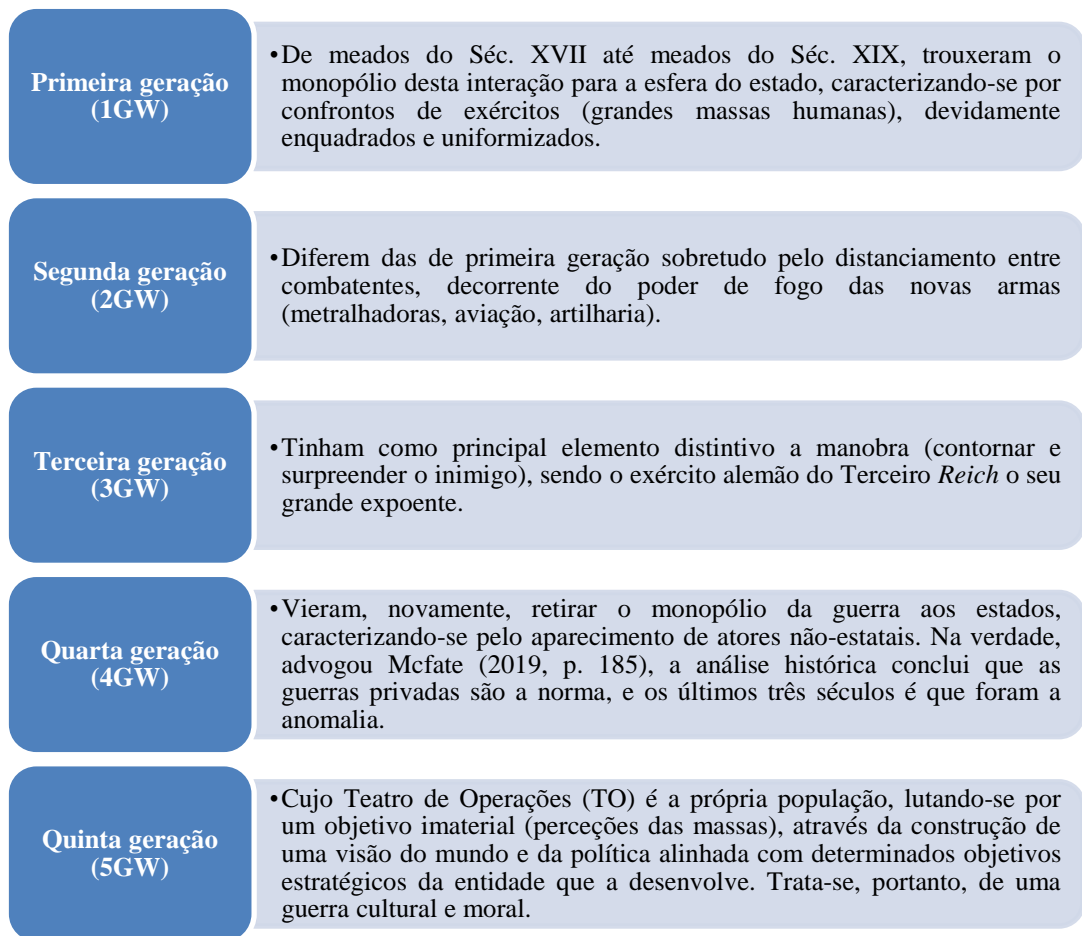 Primeira geração
(1GW)
•De meados do Séc. XVII até meados do Séc. XIX, trouxeram o
monopólio desta interação para a esfera do estado, caracterizando-se por
confrontos de exércitos (grandes massas humanas), devidamente
enquadrados e uniformizados.
Segunda geração
(2GW)
•Diferem das de primeira geração sobretudo pelo distanciamento entre
combatentes, decorrente do poder de fogo das novas armas
(metralhadoras, aviação, artilharia).
Terceira geração
(3GW)
•Tinham como principal elemento distintivo a manobra (contornar e
surpreender o inimigo), sendo o exército alemão do Terceiro Reich o seu
grande expoente.
Quarta geração
(4GW)
•Vieram, novamente, retirar o monopólio da guerra aos estados,
caracterizando-se pelo aparecimento de atores não-estatais. Na verdade,
advogou Mcfate (2019, p. 185), a análise histórica conclui que as
guerras privadas são a norma, e os últimos três séculos é que foram a
anomalia.
Quinta geração
(5GW)
•Cujo Teatro de Operações (TO) é a própria população, lutando-se por
um objetivo imaterial (perceções das massas), através da construção de
uma visão do mundo e da política alinhada com determinados objetivos
estratégicos da entidade que a desenvolve. Trata-se, portanto, de uma
guerra cultural e moral.